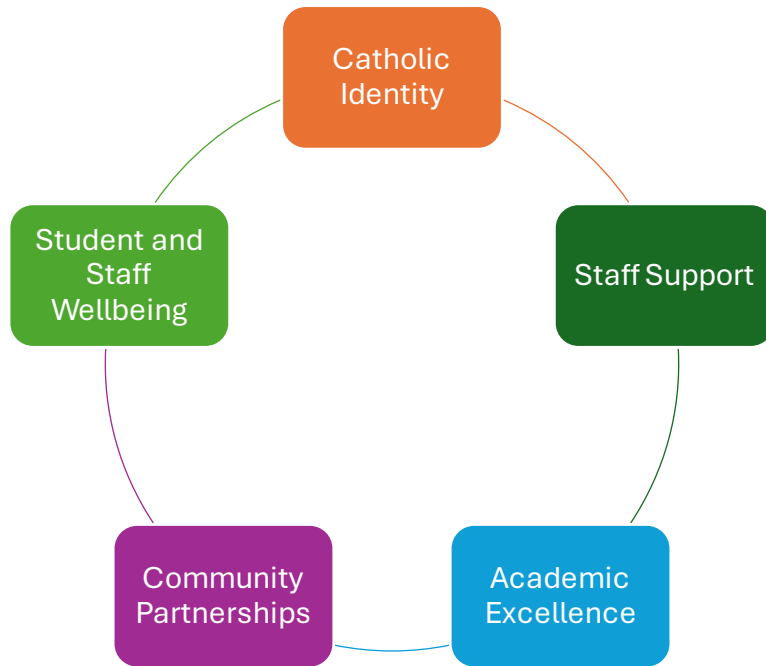 Catholic
Identity
Staff Support
Academic
Excellence
Community
Partnerships
Student and
Staff
Wellbeing